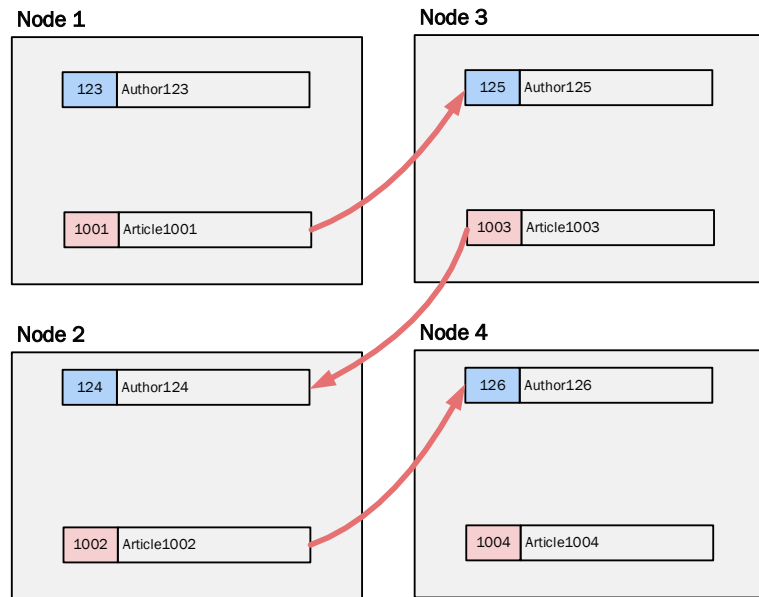 Node 1
123 Author123
1001 Article1001
Node 3
125 Author125
1003 Article1003
Node 2
124 Author124
1002 Article1002
Node 4
126 Author126
1004 Article1004